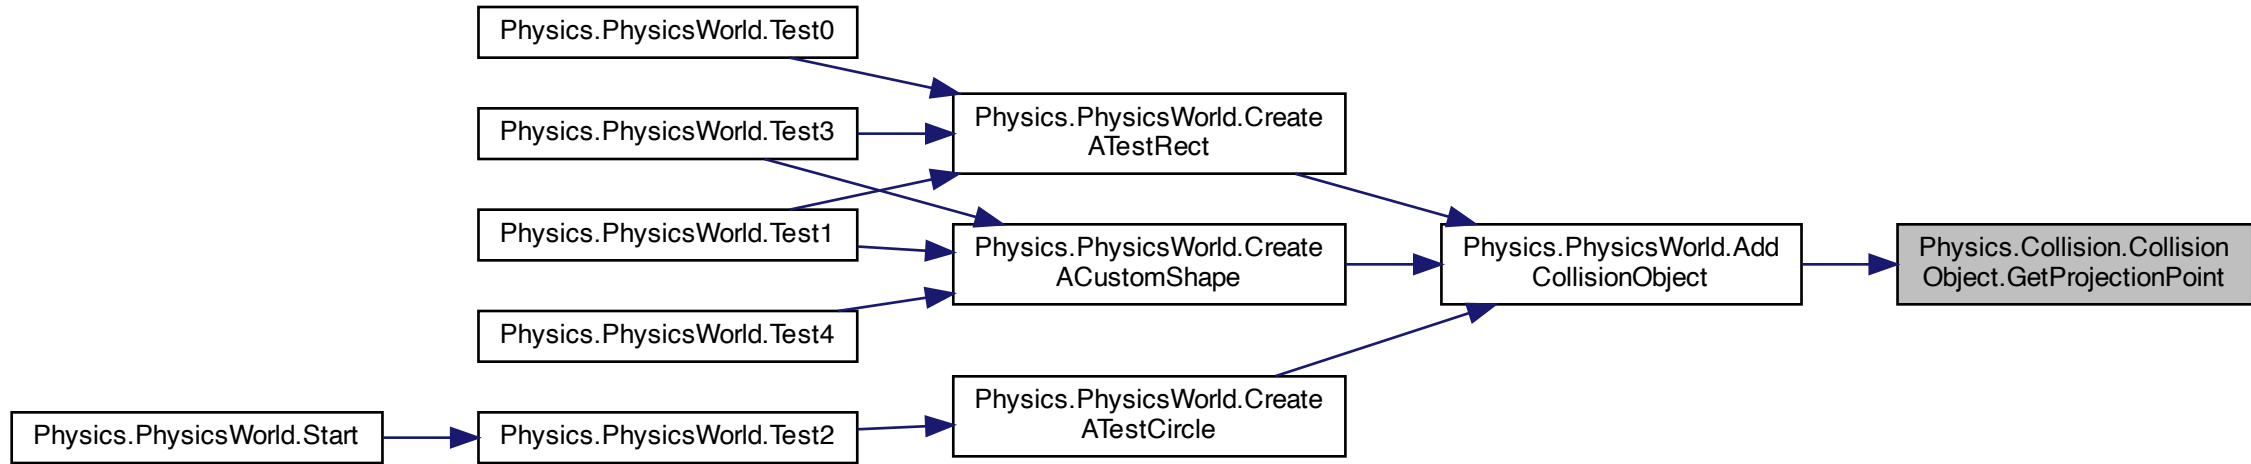 Physics.PhysicsWorld.Test0
Physics.PhysicsWorld.Test3
Physics.PhysicsWorld.Test1
Physics.PhysicsWorld.Test4
Physics.PhysicsWorld.Start
Physics.PhysicsWorld.Test2
Physics.PhysicsWorld.Create
ATestRect
Physics.PhysicsWorld.Create
ACustomShape
Physics.PhysicsWorld.Create
ATestCircle
Physics.PhysicsWorld.Add
CollisionObject
Physics.Collision.Collision
Object.GetProjectionPoint